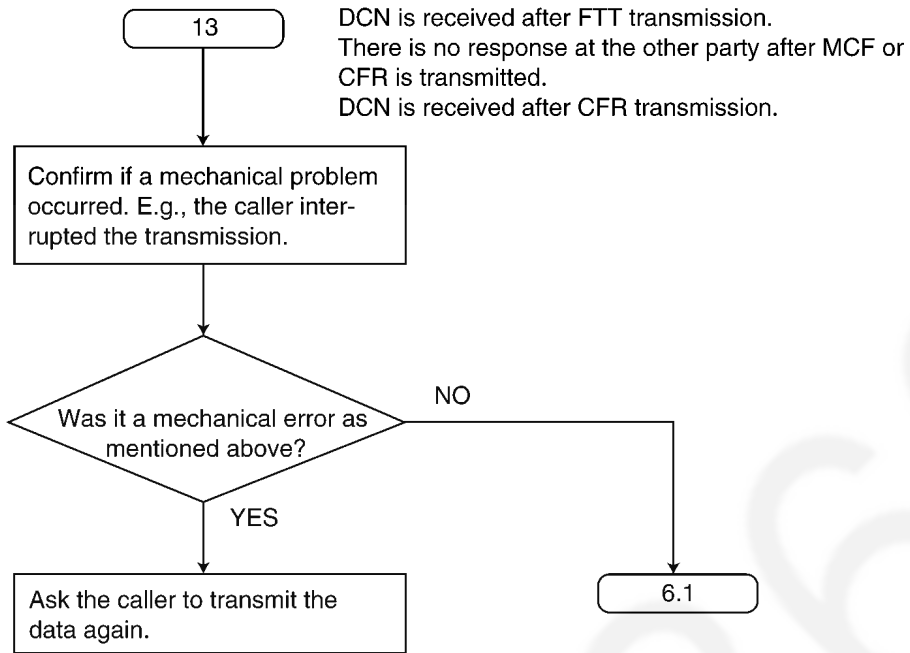 13
DCN is received after FTT transmission.
There is no response at the other party after MCF or
CFR is transmitted.
DCN is received after CFR transmission.
Confirm if a mechanical problem
occurred. E.g., the caller inter-
rupted the transmission.
Was it a mechanical error as
mentioned above?
NO
YES
Ask the caller to transmit the
data again.
6.1